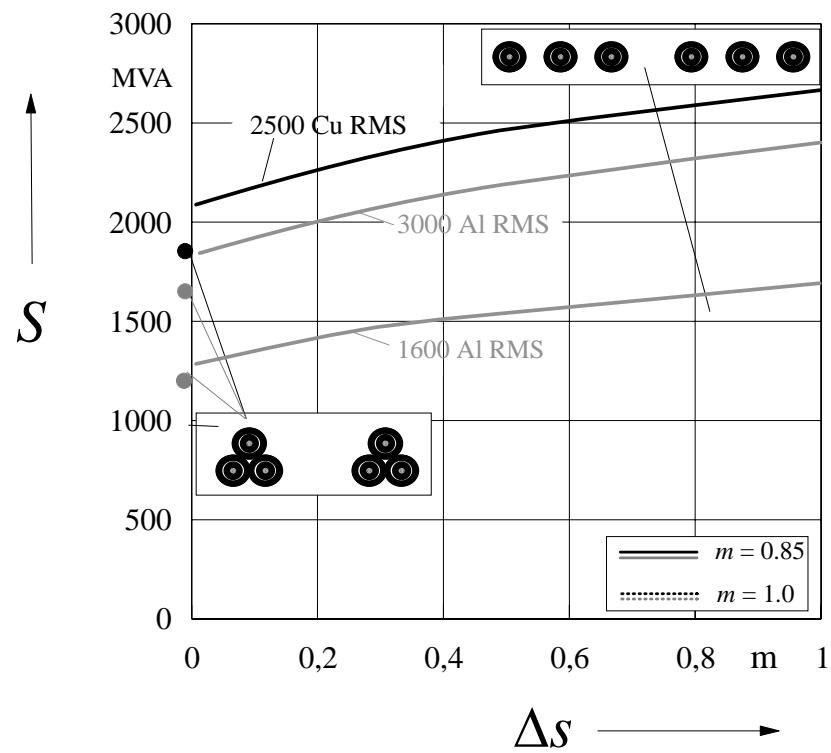 3000
MVA
2500
2000
1500
1000
500
0
S
2500 Cu RMS
3000 Al RMS
1600 Al RMS
m = 0.85
m = 1.0
0 0,2 0,4 0,6 0,8 m 1
Δs